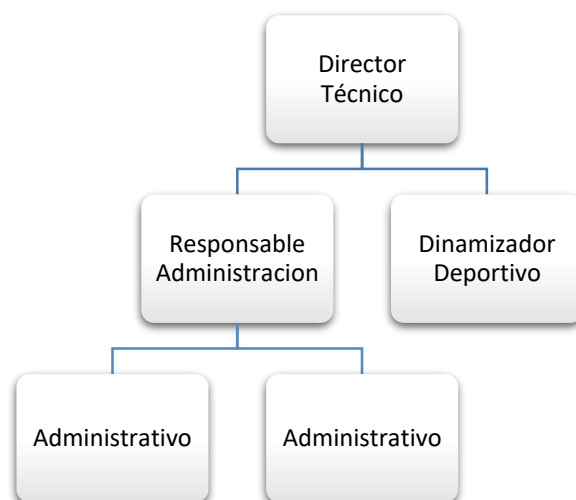 Director
Técnico
Responsable
Administracion
Dinamizador
Deportivo
Administrativo
Administrativo